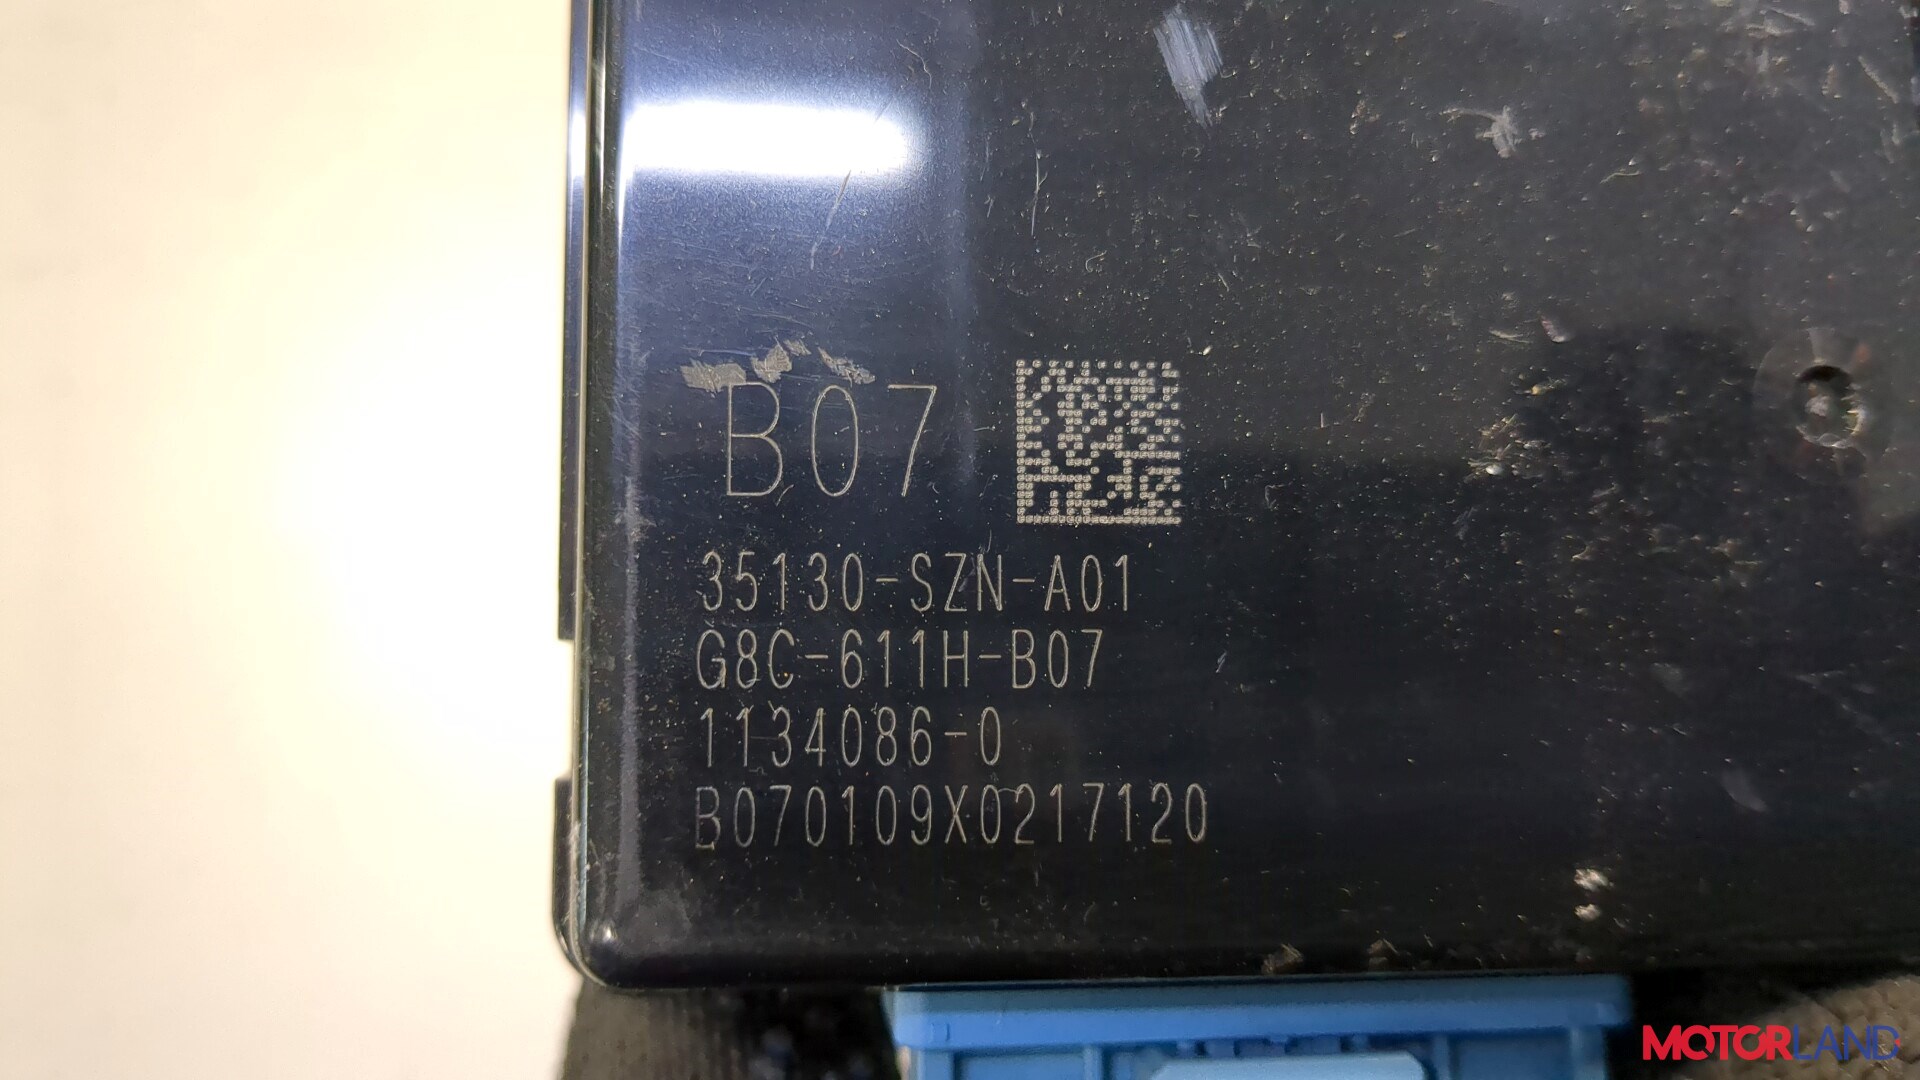 B07
35130-SZN-A01
G8C-611H-B07
1134086-0
B070109X0217120
MOTORLAND